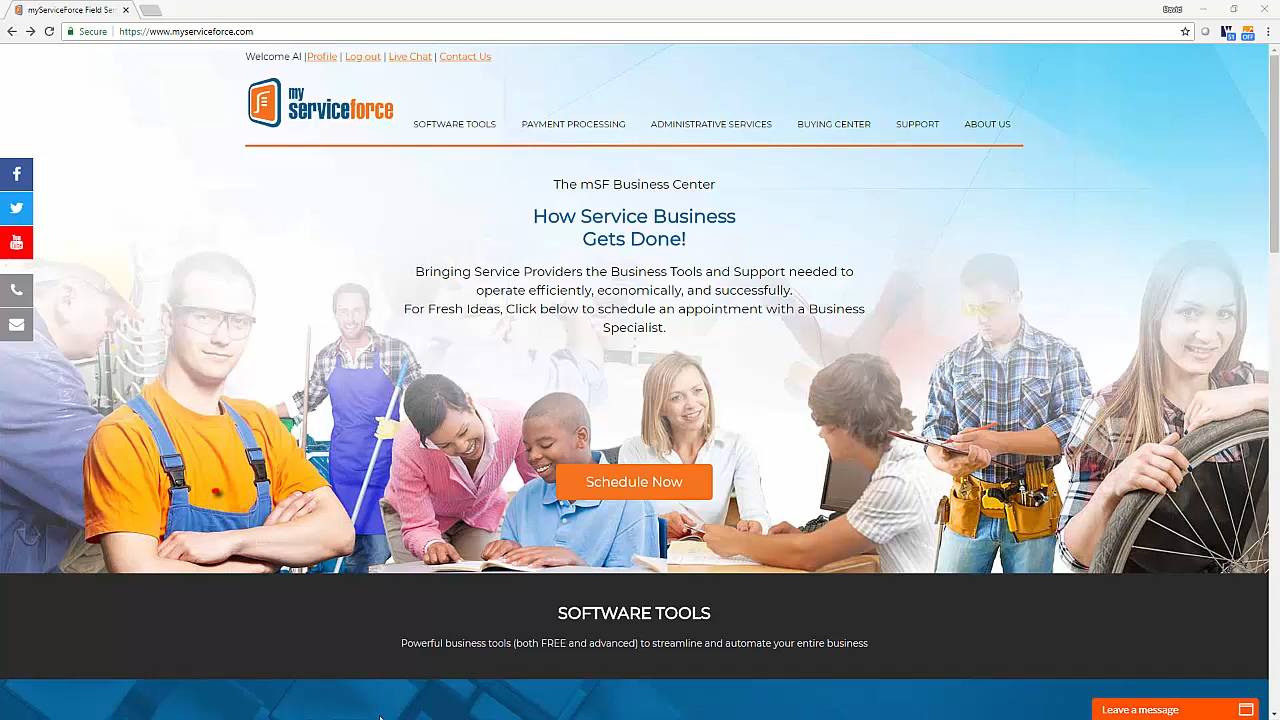 myServiceForce Field Ser
David
Secure
https://www.myserviceforce.com
OFF
Welcome Al |Profile | Log out | Live Chat | Contact Us
my
serviceforce
SOFTWARE TOOLS
PAYMENT PROCESSING
ADMINISTRATIVE SERVICES
BUYING CENTER
SUPPORT
ABOUT US
The mSF Business Center
How Service Business
Gets Done!
Bringing Service Providers the Business Tools and Support needed to
operate efficiently, economically, and successfully.
For Fresh Ideas, Click below to schedule an appointment with a Business
Specialist.
Schedule Now
SOFTWARE TOOLS
Powerful business tools (both FREE and advanced) to streamline and automate your entire business
Leave a message